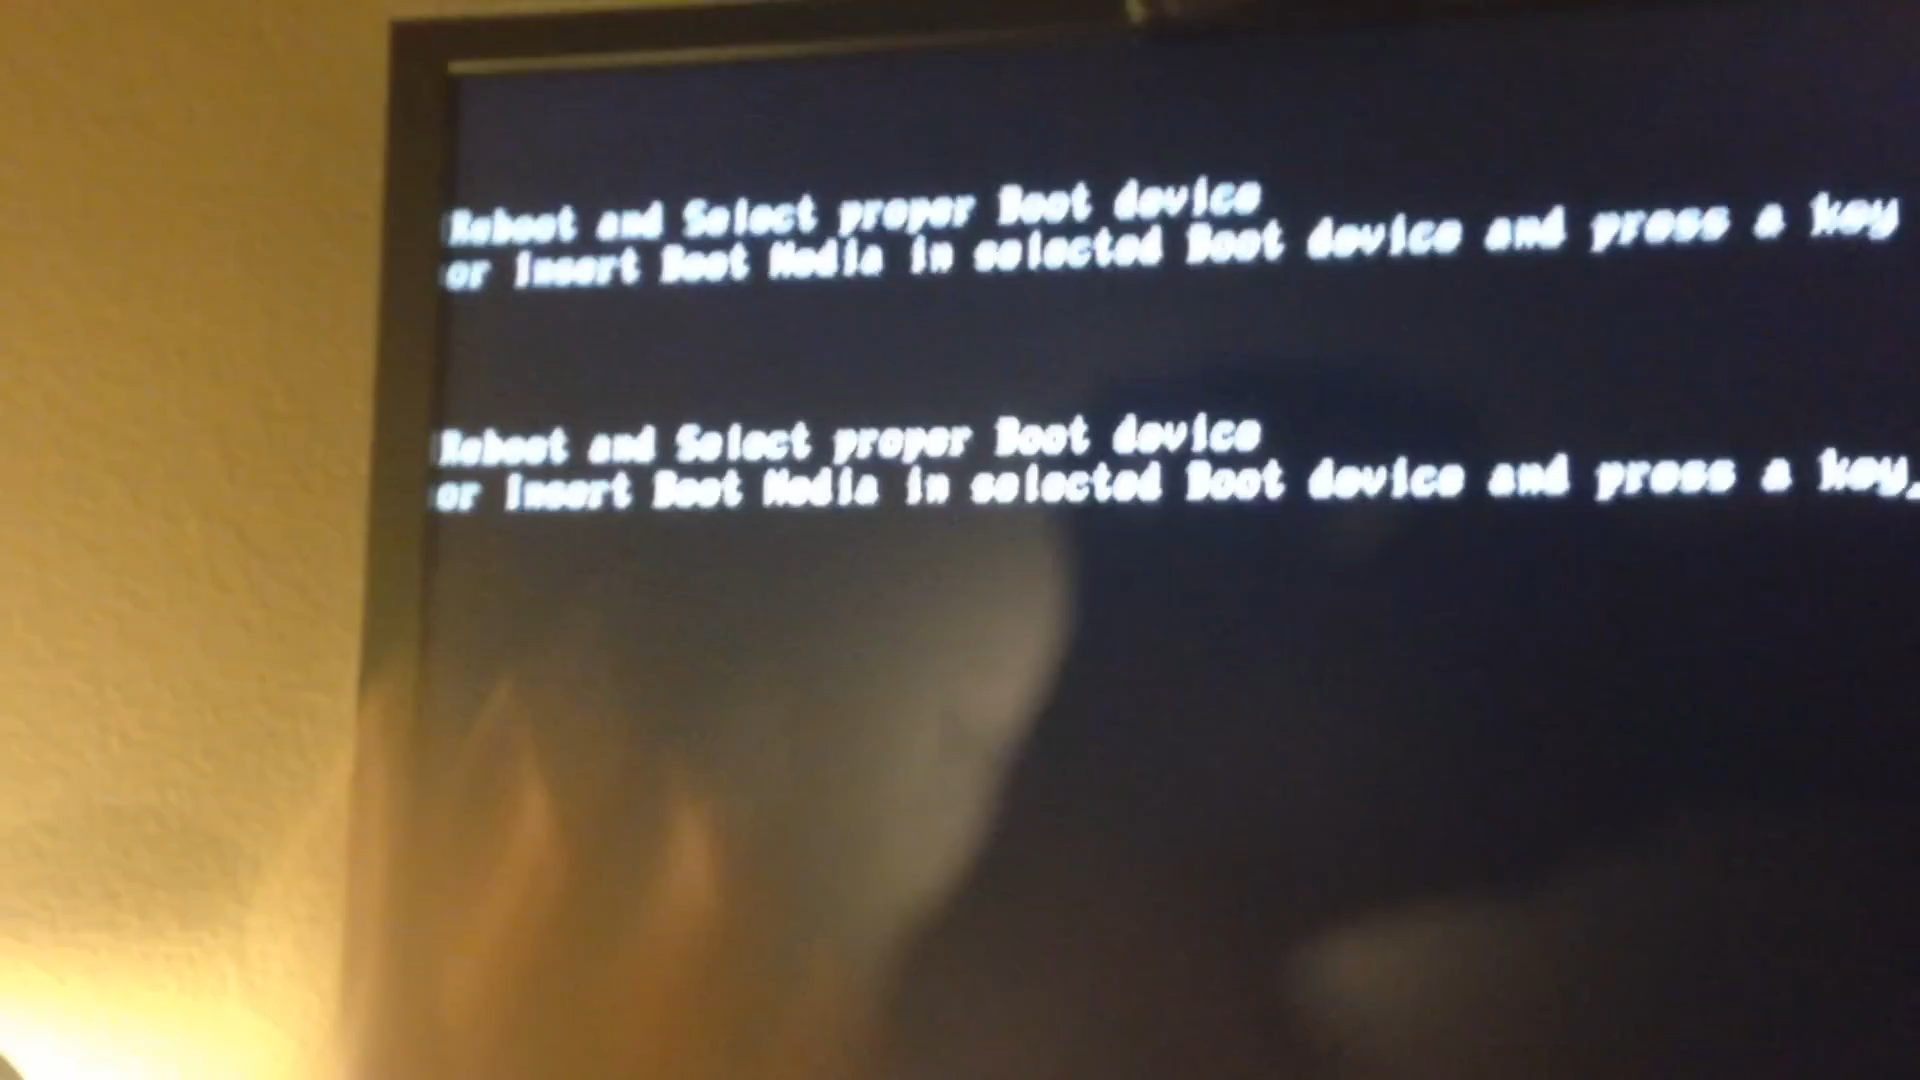 Reboot and Select proper Boot device
or Insert Boot Media in selected Boot device and press a key
Reboot and Select proper Boot device
or Insert Boot Media in selected Boot device and press a key_